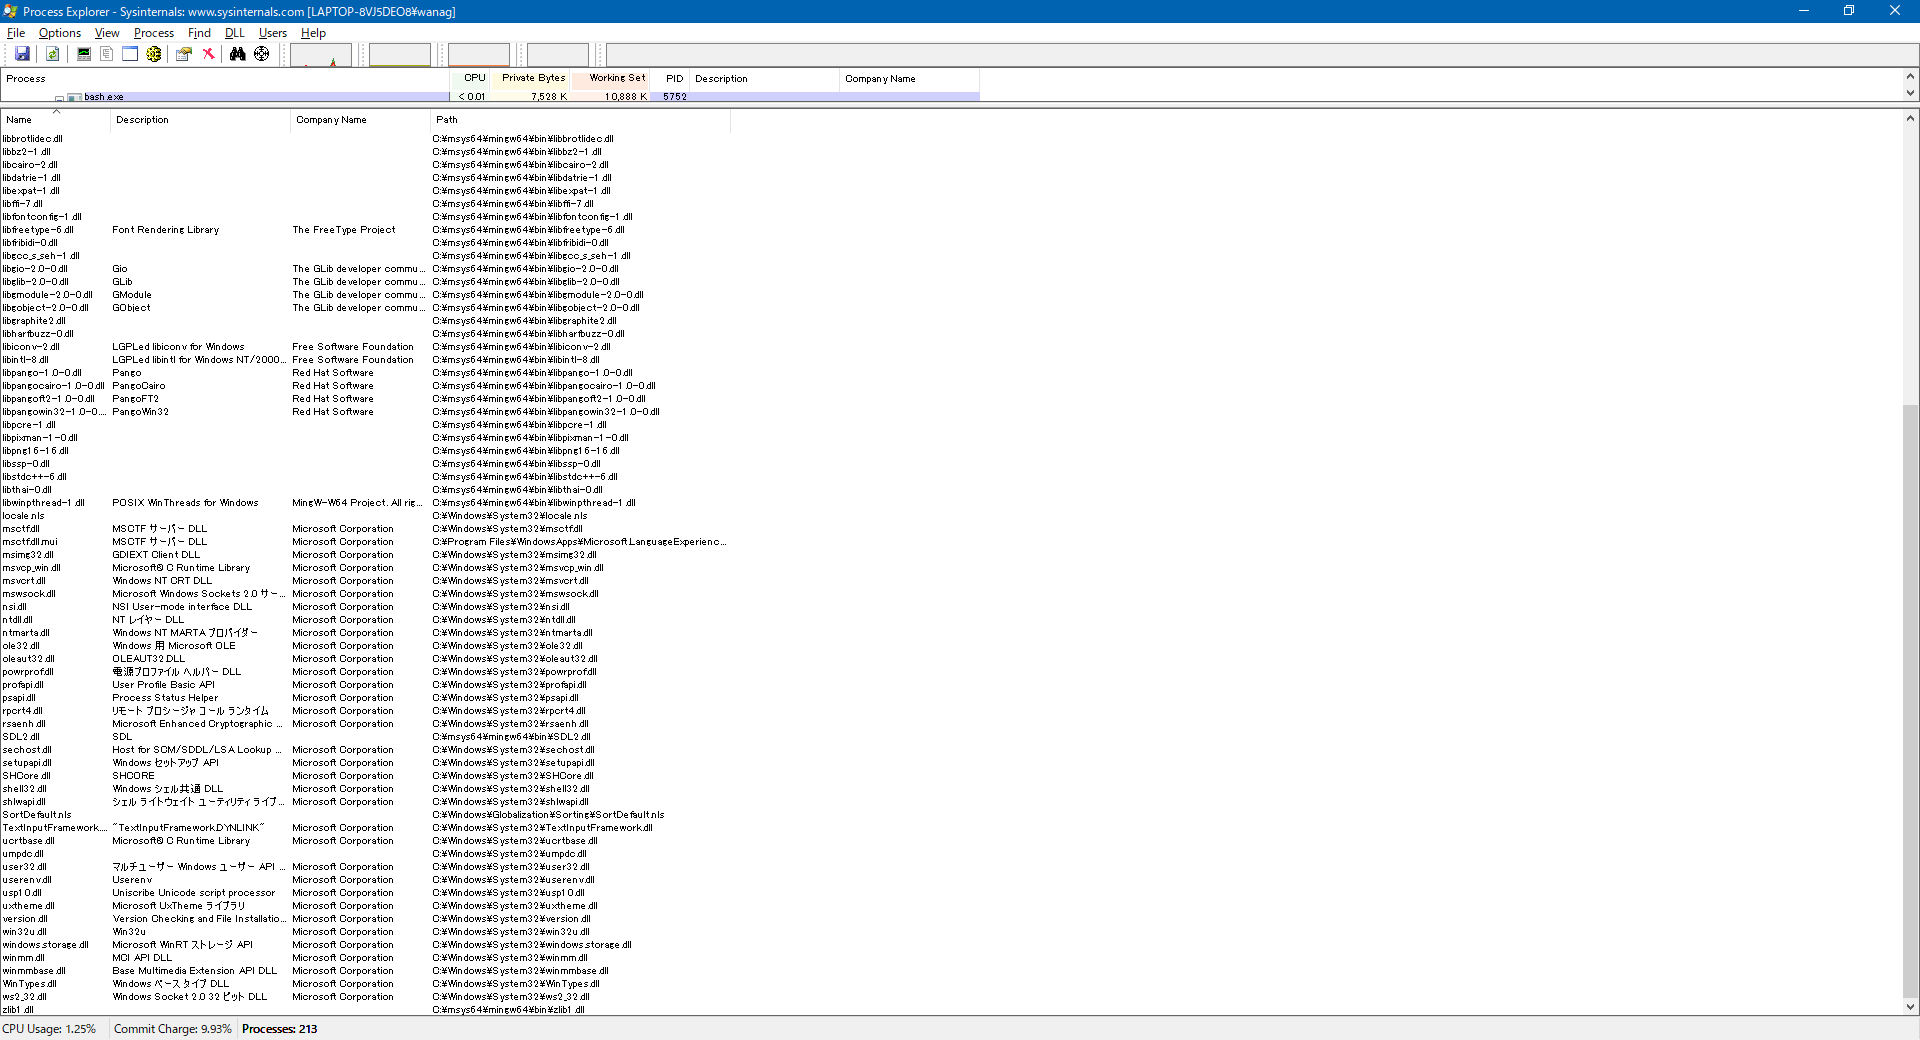 Process Explorer - Sysinternals: www.sysinternals.com [LAPTOP-8VJ5DEO8¥wanag]
File Options View Process Find DLL Users Help
Process CPU Private Bytes Working Set PID Description Company Name
bash.exe < 0.01 7,528 K 10,888 K 5752
Name Description Company Name Path
libbrotlidec.dll C:¥msys64¥mingw64¥bin¥libbrotlidec.dll
libbz2-1.dll C:¥msys64¥mingw64¥bin¥libbz2-1.dll
libcairo-2.dll C:¥msys64¥mingw64¥bin¥libcairo-2.dll
libdatrie-1.dll C:¥msys64¥mingw64¥bin¥libdatrie-1.dll
libexpat-1.dll C:¥msys64¥mingw64¥bin¥libexpat-1.dll
libffi-7.dll C:¥msys64¥mingw64¥bin¥libffi-7.dll
libfontconfig-1.dll C:¥msys64¥mingw64¥bin¥libfontconfig-1.dll
libfreetype-6.dll Font Rendering Library The FreeType Project C:¥msys64¥mingw64¥bin¥libfreetype-6.dll
libfribidi-0.dll C:¥msys64¥mingw64¥bin¥libfribidi-0.dll
libgcc_s_seh-1.dll C:¥msys64¥mingw64¥bin¥libgcc_s_seh-1.dll
libgio-2.0-0.dll Gio The GLib developer commu... C:¥msys64¥mingw64¥bin¥libgio-2.0-0.dll
libglib-2.0-0.dll GLib The GLib developer commu... C:¥msys64¥mingw64¥bin¥libglib-2.0-0.dll
libgmodule-2.0-0.dll GModule The GLib developer commu... C:¥msys64¥mingw64¥bin¥libgmodule-2.0-0.dll
libgobject-2.0-0.dll GObject The GLib developer commu... C:¥msys64¥mingw64¥bin¥libgobject-2.0-0.dll
libgraphite2.dll C:¥msys64¥mingw64¥bin¥libgraphite2.dll
libharfbuzz-0.dll C:¥msys64¥mingw64¥bin¥libharfbuzz-0.dll
libiconv-2.dll LGPLed libiconv for Windows Free Software Foundation C:¥msys64¥mingw64¥bin¥libiconv-2.dll
libintl-8.dll LGPLed libintl for Windows NT/2000... Free Software Foundation C:¥msys64¥mingw64¥bin¥libintl-8.dll
libpango-1.0-0.dll Pango Red Hat Software C:¥msys64¥mingw64¥bin¥libpango-1.0-0.dll
libpangocairo-1.0-0.dll PangoCairo Red Hat Software C:¥msys64¥mingw64¥bin¥libpangocairo-1.0-0.dll
libpangoft2-1.0-0.dll PangoFT2 Red Hat Software C:¥msys64¥mingw64¥bin¥libpangoft2-1.0-0.dll
libpangowin32-1.0-0.... PangoWin32 Red Hat Software C:¥msys64¥mingw64¥bin¥libpangowin32-1.0-0.dll
libpcre-1.dll C:¥msys64¥mingw64¥bin¥libpcre-1.dll
libpixman-1-0.dll C:¥msys64¥mingw64¥bin¥libpixman-1-0.dll
libpng16-16.dll C:¥msys64¥mingw64¥bin¥libpng16-16.dll
libssp-0.dll C:¥msys64¥mingw64¥bin¥libssp-0.dll
libstdc++-6.dll C:¥msys64¥mingw64¥bin¥libstdc++-6.dll
libthai-0.dll C:¥msys64¥mingw64¥bin¥libthai-0.dll
libwinpthread-1.dll POSIX WinThreads for Windows MingW-W64 Project. All rig... C:¥msys64¥mingw64¥bin¥libwinpthread-1.dll
locale.nls C:¥Windows¥System32¥locale.nls
msctf.dll MSCTF サーバー DLL Microsoft Corporation C:¥Windows¥System32¥msctf.dll
msctf.dll.mui MSCTF サーバー DLL Microsoft Corporation C:¥Program Files¥WindowsApps¥Microsoft.LanguageExperienc...
msimg32.dll GDIEXT Client DLL Microsoft Corporation C:¥Windows¥System32¥msimg32.dll
msvcp_win.dll Microsoft® C Runtime Library Microsoft Corporation C:¥Windows¥System32¥msvcp_win.dll
msvcrt.dll Windows NT CRT DLL Microsoft Corporation C:¥Windows¥System32¥msvcrt.dll
mswsock.dll Microsoft Windows Sockets 2.0 サー... Microsoft Corporation C:¥Windows¥System32¥mswsock.dll
nsi.dll NSI User-mode interface DLL Microsoft Corporation C:¥Windows¥System32¥nsi.dll
ntdll.dll NT レイヤー DLL Microsoft Corporation C:¥Windows¥System32¥ntdll.dll
ntmarta.dll Windows NT MARTA プロバイダー Microsoft Corporation C:¥Windows¥System32¥ntmarta.dll
ole32.dll Windows 用 Microsoft OLE Microsoft Corporation C:¥Windows¥System32¥ole32.dll
oleaut32.dll OLEAUT32.DLL Microsoft Corporation C:¥Windows¥System32¥oleaut32.dll
powrprof.dll 電源プロファイル ヘルパー DLL Microsoft Corporation C:¥Windows¥System32¥powrprof.dll
profapi.dll User Profile Basic API Microsoft Corporation C:¥Windows¥System32¥profapi.dll
psapi.dll Process Status Helper Microsoft Corporation C:¥Windows¥System32¥psapi.dll
rpcrt4.dll リモート プロシージャ コール ランタイム Microsoft Corporation C:¥Windows¥System32¥rpcrt4.dll
rsaenh.dll Microsoft Enhanced Cryptographic ... Microsoft Corporation C:¥Windows¥System32¥rsaenh.dll
SDL2.dll SDL C:¥msys64¥mingw64¥bin¥SDL2.dll
sechost.dll Host for SCM/SDDL/LSA Lookup ... Microsoft Corporation C:¥Windows¥System32¥sechost.dll
setupapi.dll Windows セットアップ API Microsoft Corporation C:¥Windows¥System32¥setupapi.dll
SHCore.dll SHCORE Microsoft Corporation C:¥Windows¥System32¥SHCore.dll
shell32.dll Windows シェル共通 DLL Microsoft Corporation C:¥Windows¥System32¥shell32.dll
shlwapi.dll シェル ライトウェイト ユーティリティ ライブ... Microsoft Corporation C:¥Windows¥System32¥shlwapi.dll
SortDefault.nls C:¥Windows¥Globalization¥Sorting¥SortDefault.nls
TextInputFramework.... "TextInputFramework.DYNLINK" Microsoft Corporation C:¥Windows¥System32¥TextInputFramework.dll
ucrtbase.dll Microsoft® C Runtime Library Microsoft Corporation C:¥Windows¥System32¥ucrtbase.dll
umpdc.dll C:¥Windows¥System32¥umpdc.dll
user32.dll マルチユーザー Windows ユーザー API ... Microsoft Corporation C:¥Windows¥System32¥user32.dll
userenv.dll Userenv Microsoft Corporation C:¥Windows¥System32¥userenv.dll
usp10.dll Uniscribe Unicode script processor Microsoft Corporation C:¥Windows¥System32¥usp10.dll
uxtheme.dll Microsoft UxTheme ライブラリ Microsoft Corporation C:¥Windows¥System32¥uxtheme.dll
version.dll Version Checking and File Installatio... Microsoft Corporation C:¥Windows¥System32¥version.dll
win32u.dll Win32u Microsoft Corporation C:¥Windows¥System32¥win32u.dll
windows.storage.dll Microsoft WinRT ストレージ API Microsoft Corporation C:¥Windows¥System32¥windows.storage.dll
winmm.dll MCI API DLL Microsoft Corporation C:¥Windows¥System32¥winmm.dll
winmmbase.dll Base Multimedia Extension API DLL Microsoft Corporation C:¥Windows¥System32¥winmmbase.dll
WinTypes.dll Windows ベース タイプ DLL Microsoft Corporation C:¥Windows¥System32¥WinTypes.dll
ws2_32.dll Windows Socket 2.0 32 ビット DLL Microsoft Corporation C:¥Windows¥System32¥ws2_32.dll
zlib1.dll C:¥msys64¥mingw64¥bin¥zlib1.dll
CPU Usage: 1.25% Commit Charge: 9.93% Processes: 213